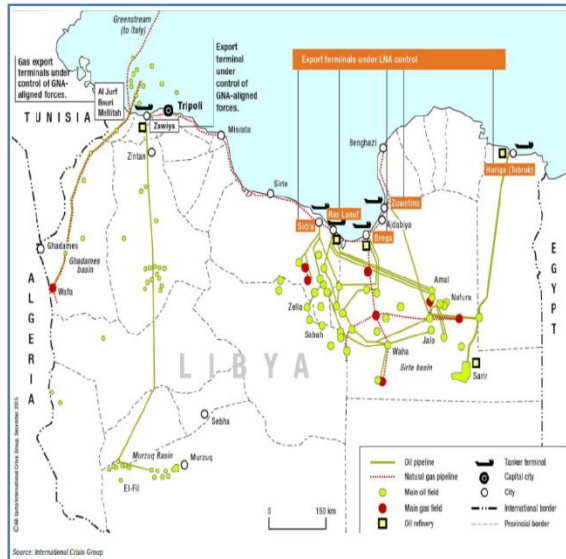 Greenstream
(to Italy)
Gas export
terminals under
control of GNA-
aligned forces.
Al Jurf
Bouri
Mellitah
Export
terminal
under
control of
GNA-aligned
forces.
Export terminals under LNA control
TUNISIA
Tripoli
Zawiya
Misrata
Zintan
Benghazi
Hariga (Tobruk)
Sirte
Zuwetina
Ras Lanuf
Sidra
Ajdabiya
Brega
Ghadames
Ghadames
basin
Wafa
ALGERIA
EGYPT
Amal
Nafura
Zella
Sabah
Jalo
Waha
Sirte basin
Sarir
LIBYA
Sebha
Murzuq Basin
Murzuq
El-Fil
Oil pipeline
Natural gas pipeline
Main oil field
Main gas field
Oil refinery
Tanker terminal
Capital city
City
International border
Provincial border
0 150 km
Source: International Crisis Group